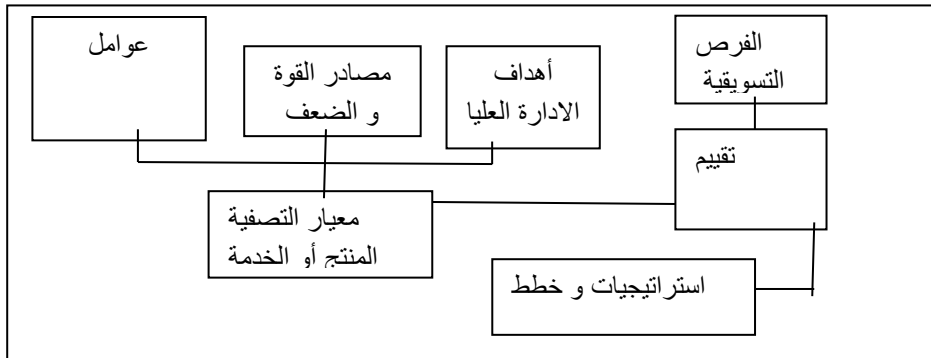 الفرص
التسويقية
أهداف
الادارة العليا
مصادر القوة
و الضعف
عوامل
تقييم
معيار التصفية
المنتج أو الخدمة
استراتيجيات و خطط